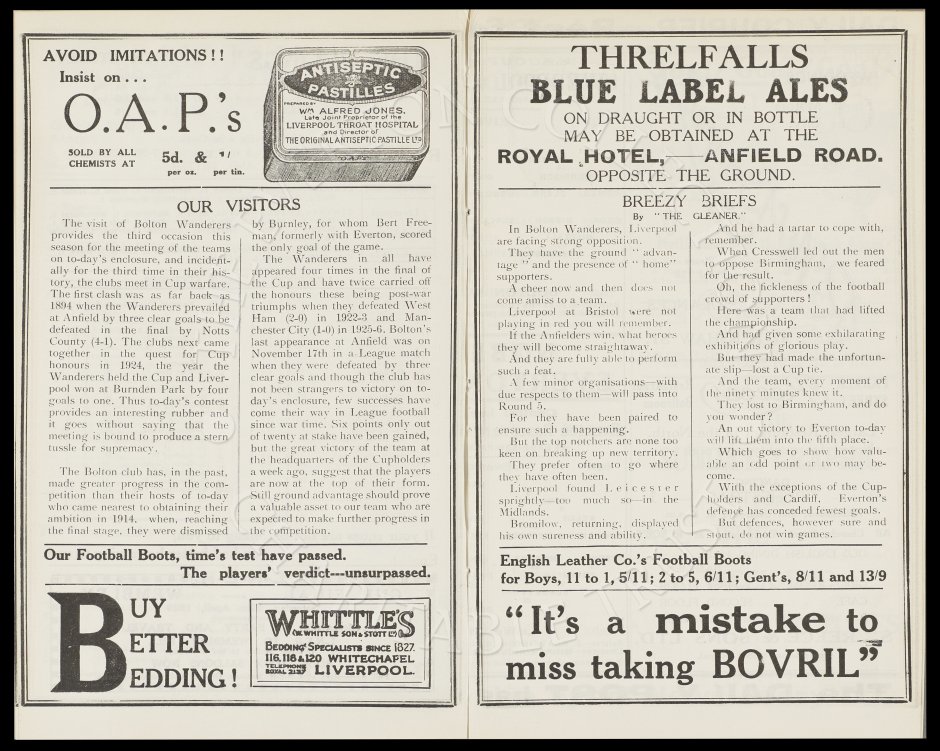 AVOID IMITATIONS!!
Insist on . . .
O.A.P.'s
SOLD BY ALL
CHEMISTS AT
5d. & 1/
per oz. per tin.
ANTISEPTIC
PASTILLES
PREPARED BY
WM ALFRED JONES.
Late Joint Proprietor of the
LIVERPOOL THROAT HOSPITAL
and Director of
THE ORIGINAL ANTISEPTIC PASTILLE LTD
"O.A.P."
OUR VISITORS
The visit of Bolton Wanderers
provides the third occasion this
season for the meeting of the teams
on to-day's enclosure, and incident-
ally for the third time in their his-
tory, the clubs meet in Cup warfare.
The first clash was as far back as
1894 when the Wanderers prevailed
at Anfield by three clear goals to be
defeated in the final by Notts
County (4-1). The clubs next came
together in the quest for Cup
honours in 1924, the year the
Wanderers held the Cup and Liver-
pool won at Burnden Park by four
goals to one. Thus to-day's contest
provides an interesting rubber and
it goes without saying that the
meeting is bound to produce a stern
tussle for supremacy.
The Bolton club has, in the past,
made greater progress in the com-
petition than their hosts of to-day
who came nearest to obtaining their
ambition in 1914, when, reaching
the final stage, they were dismissed
by Burnley, for whom Bert Free-
man, formerly with Everton, scored
the only goal of the game.
The Wanderers in all have
appeared four times in the final of
the Cup and have twice carried off
the honours these being post-war
triumphs when they defeated West
Ham (2-0) in 1922-3 and Man-
chester City (1-0) in 1925-6. Bolton's
last appearance at Anfield was on
November 17th in a League match
when they were defeated by three
clear goals and though the club has
not been strangers to victory on to-
day's enclosure, few successes have
come their way in League football
since war time. Six points only out
of twenty at stake have been gained,
but the great victory of the team at
the headquarters of the Cupholders
a week ago, suggest that the players
are now at the top of their form.
Still ground advantage should prove
a valuable asset to our team who are
expected to make further progress in
the competition.
Our Football Boots, time's test have passed.
The players' verdict---unsurpassed.
BUY
BETTER
BEDDING!
WHITTLE'S
(W. WHITTLE SON & STOTT LTD)
BEDDING SPECIALISTS SINCE 1827.
116, 118 & 120 WHITECHAPEL
TELEPHONE
ROYAL 2137
LIVERPOOL.
THRELFALLS
BLUE LABEL ALES
ON DRAUGHT OR IN BOTTLE
MAY BE OBTAINED AT THE
ROYAL HOTEL,——ANFIELD ROAD.
OPPOSITE THE GROUND.
BREEZY BRIEFS
By "THE GLEANER."
In Bolton Wanderers, Liverpool
are facing strong opposition.
They have the ground " advan-
tage " and the presence of " home"
supporters.
A cheer now and then does not
come amiss to a team.
Liverpool at Bristol were not
playing in red you will remember.
If the Anfielders win, what heroes
they will become straightaway.
And they are fully able to perform
such a feat.
A few minor organisations—with
due respects to them—will pass into
Round 5.
For they have been paired to
ensure such a happening.
But the top notchers are none too
keen on breaking up new territory.
They prefer often to go where
they have often been.
Liverpool found Leicester
sprightly—too much so—in the
Midlands.
Bromilow, returning, displayed
his own sureness and ability.
And he had a tartar to cope with,
remember.
When Cresswell led out the men
to oppose Birmingham, we feared
for the result.
Oh, the fickleness of the football
crowd of supporters !
Here was a team that had lifted
the championship.
And had given some exhilarating
exhibitions of glorious play.
But they had made the unfortun-
ate slip—lost a Cup tie.
And the team, every moment of
the ninety minutes knew it.
They lost to Birmingham, and do
you wonder ?
An out victory to Everton to-day
will lift them into the fifth place.
Which goes to show how valu-
able an odd point or two may be-
come.
With the exceptions of the Cup-
holders and Cardiff, Everton's
defence has conceded fewest goals.
But defences, however sure and
stout, do not win games.
English Leather Co.'s Football Boots
for Boys, 11 to 1, 5/11; 2 to 5, 6/11; Gent's, 8/11 and 13/9
"It's a mistake to
miss taking BOVRIL"